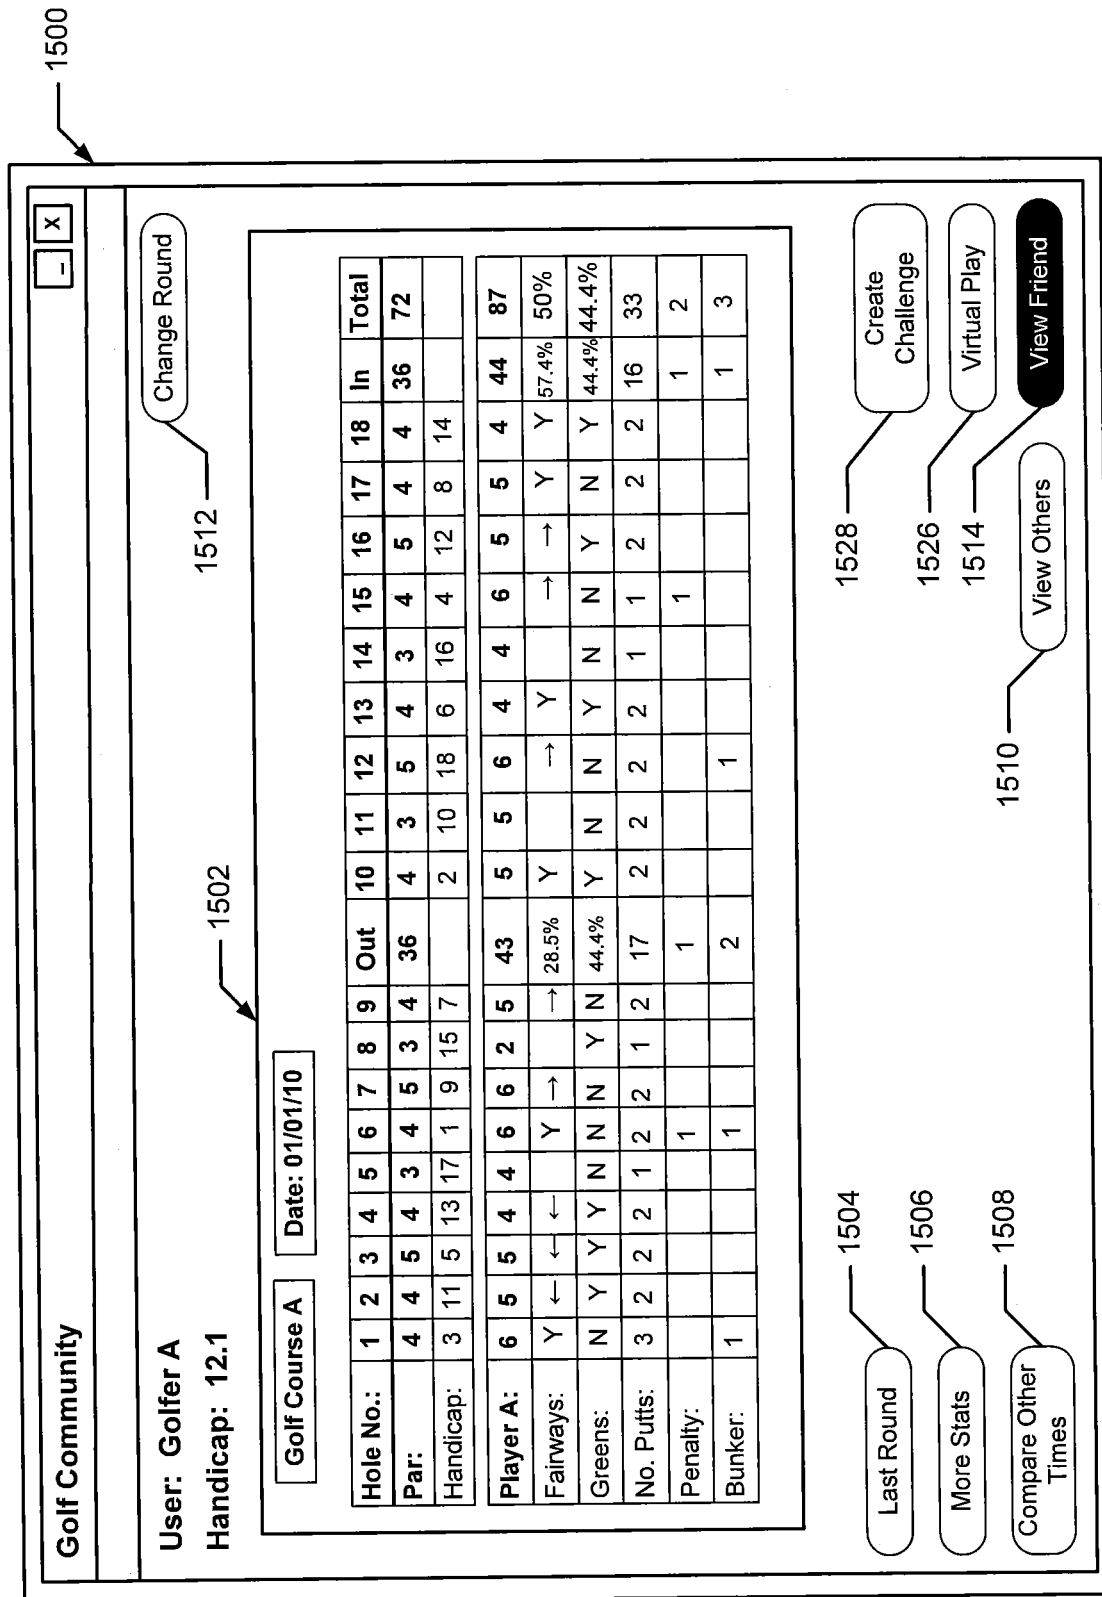 1500
Golf Community _ X
User: Golfer A
Handicap: 12.1
Change Round
1512
1502
Golf Course A Date: 01/01/10
Hole No.: 1 2 3 4 5 6 7 8 9 Out 10 11 12 13 14 15 16 17 18 In Total
Par: 4 4 5 4 3 4 5 3 4 36 4 3 5 4 3 4 5 4 4 36 72
Handicap: 3 11 5 13 17 1 9 15 7 2 10 18 6 16 4 12 8 14
Player A: 6 5 5 4 4 6 6 2 5 43 5 5 6 4 4 6 5 5 4 44 87
Fairways: Y ← ← ← Y → → 28.5% Y → Y → → Y Y 57.4% 50%
Greens: N Y Y Y N N N Y N 44.4% Y N N Y N N Y N Y 44.4% 44.4%
No. Putts: 3 2 2 2 1 2 2 1 2 17 2 2 2 2 1 1 2 2 2 16 33
Penalty: 1 1 1 1 2
Bunker: 1 1 2 1 1 3
Last Round
1504
More Stats
1506
Compare Other
Times
1508
1528
Create
Challenge
1526
Virtual Play
1514
View Friend
1510
View Others